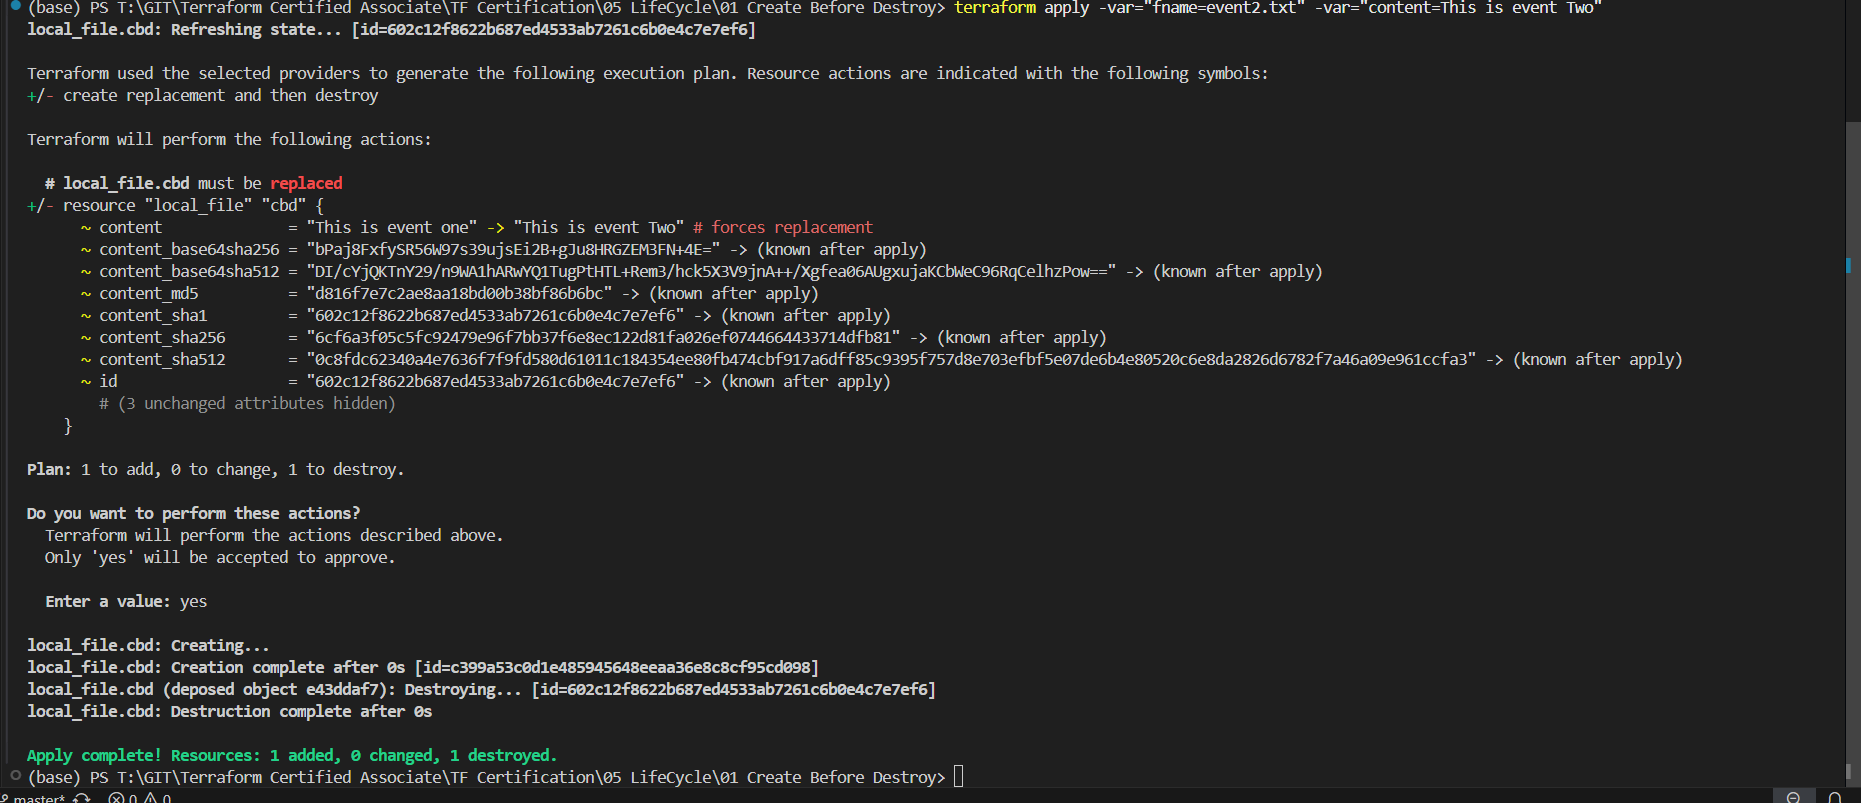 (base) PS T:\GIT\Terraform Certified Associate\TF Certification\05 LifeCycle\01 Create Before Destroy> terraform apply -var="fname=event2.txt" -var="content=This is event Two"
local_file.cbd: Refreshing state... [id=602c12f8622b687ed4533ab7261c6b0e4c7e7ef6]
Terraform used the selected providers to generate the following execution plan. Resource actions are indicated with the following symbols:
+/- create replacement and then destroy
Terraform will perform the following actions:
# local_file.cbd must be replaced
+/- resource "local_file" "cbd" {
~ content = "This is event one" -> "This is event Two" # forces replacement
~ content_base64sha256 = "bPaj8FxfySR56W97s39ujsEi2B+gJu8HRGZEM3FN+4E=" -> (known after apply)
~ content_base64sha512 = "DI/cYjQKTnY29/n9WA1hARwYQ1TugPtHTL+Rem3/hck5X3V9jnA++/Xgfea06AUgxujaKCbWeC96RqCelhzPow==" -> (known after apply)
~ content_md5 = "d816f7e7c2ae8aa18bd00b38bf86b6bc" -> (known after apply)
~ content_sha1 = "602c12f8622b687ed4533ab7261c6b0e4c7e7ef6" -> (known after apply)
~ content_sha256 = "6cf6a3f05c5fc92479e96f7bb37f6e8ec122d81fa026ef0744664433714dfb81" -> (known after apply)
~ content_sha512 = "0c8fdc62340a4e7636f7f9fd580d61011c184354ee80fb474cbf917a6dff85c9395f757d8e703efbf5e07de6b4e80520c6e8da2826d6782f7a46a09e961ccfa3" -> (known after apply)
~ id = "602c12f8622b687ed4533ab7261c6b0e4c7e7ef6" -> (known after apply)
# (3 unchanged attributes hidden)
}
Plan: 1 to add, 0 to change, 1 to destroy.
Do you want to perform these actions?
Terraform will perform the actions described above.
Only 'yes' will be accepted to approve.
Enter a value: yes
local_file.cbd: Creating...
local_file.cbd: Creation complete after 0s [id=c399a53c0d1e485945648eeaa36e8c8cf95cd098]
local_file.cbd (deposed object e43ddaf7): Destroying... [id=602c12f8622b687ed4533ab7261c6b0e4c7e7ef6]
local_file.cbd: Destruction complete after 0s
Apply complete! Resources: 1 added, 0 changed, 1 destroyed.
(base) PS T:\GIT\Terraform Certified Associate\TF Certification\05 LifeCycle\01 Create Before Destroy>
master* 0 0